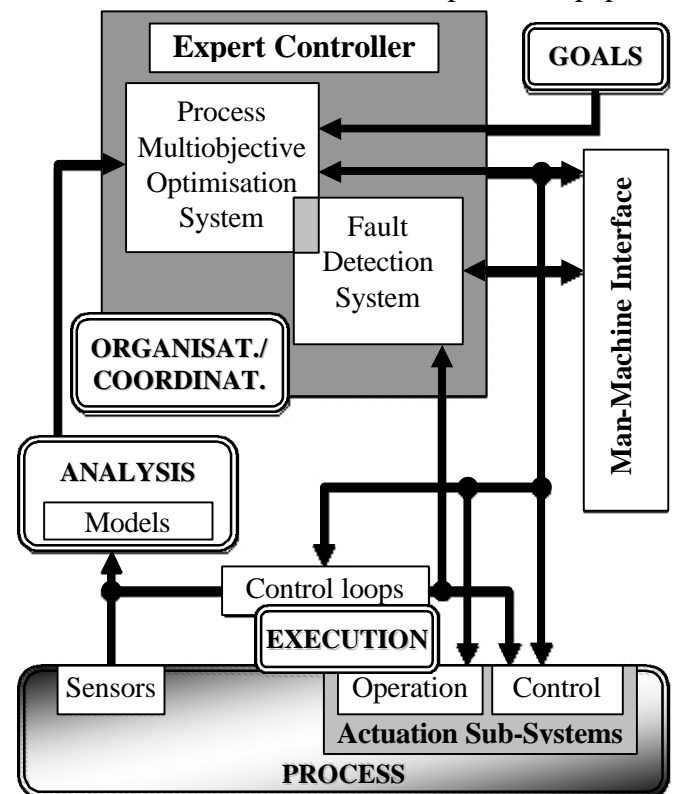 Expert Controller
GOALS
Process
Multiobjective
Optimisation
System
Fault
Detection
System
Man-Machine Interface
ORGANISAT./
COORDINAT.
ANALYSIS
Models
Control loops
EXECUTION
Sensors
Operation
Control
Actuation Sub-Systems
PROCESS